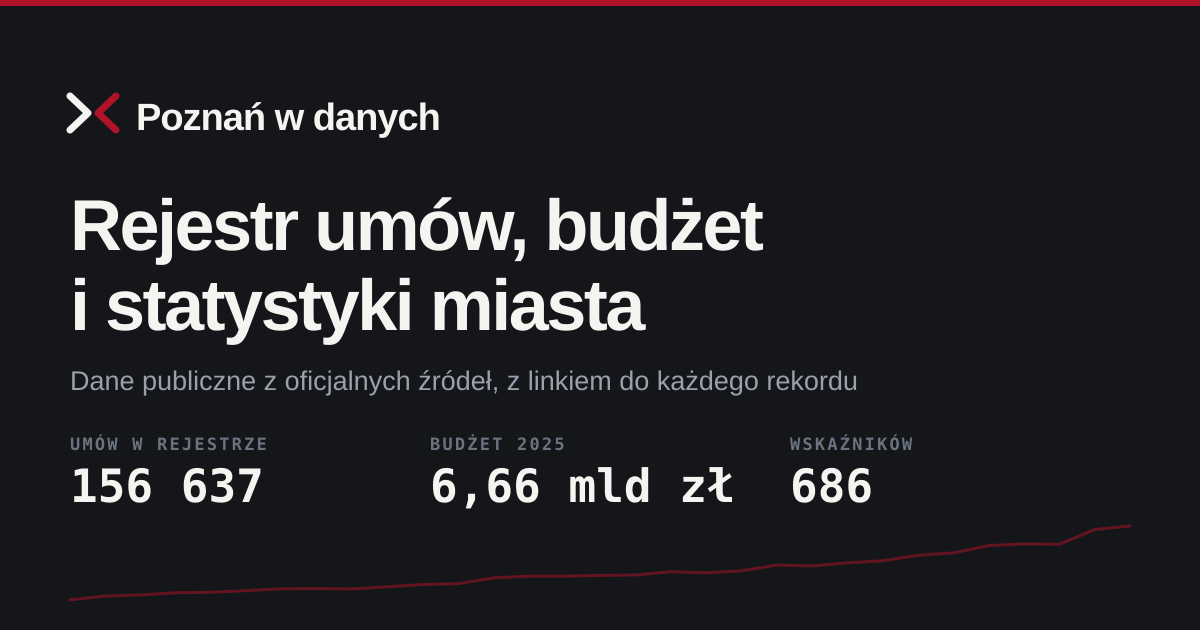 Poznań w danych
Rejestr umów, budżet
i statystyki miasta
Dane publiczne z oficjalnych źródeł, z linkiem do każdego rekordu
UMÓW W REJESTRZE
156 637
BUDŻET 2025
6,66 mld zł
WSKAŹNIKÓW
686